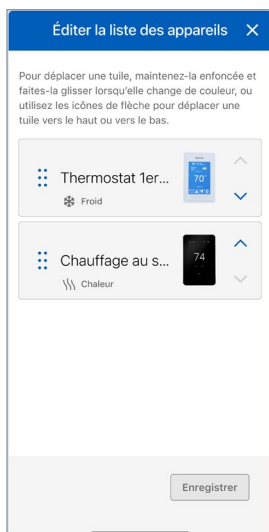 Éditer la liste des appareils
Pour déplacer une tuile, maintenez-la enfoncée et
faites-la glisser lorsqu'elle change de couleur, ou
utilisez les icônes de flèche pour déplacer une
tuile vers le haut ou vers le bas.
Thermostat 1er...
70
Froid
Chauffage au s...
74
Chaleur
Enregistrer